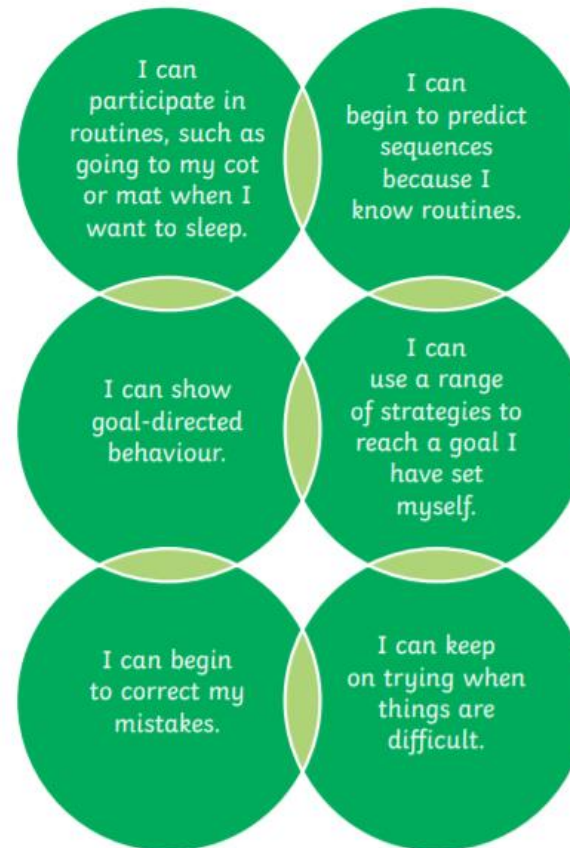 I can
participate in
routines, such as
going to my cot
or mat when I
want to sleep.
I can
begin to predict
sequences
because I
know routines.
I can show
goal-directed
behaviour.
I can
use a range
of strategies to
reach a goal I
have set
myself.
I can begin
to correct my
mistakes.
I can keep
on trying when
things are
difficult.